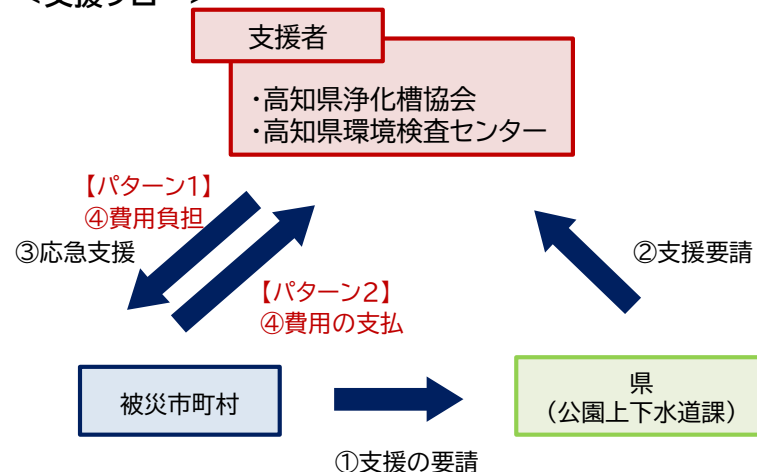 支援者
・高知県浄化槽協会
・高知県環境検査センター
【パターン1】
④費用負担
③応急支援
②支援要請
【パターン2】
④費用の支払
被災市町村
県
（公園上下水道課）
①支援の要請